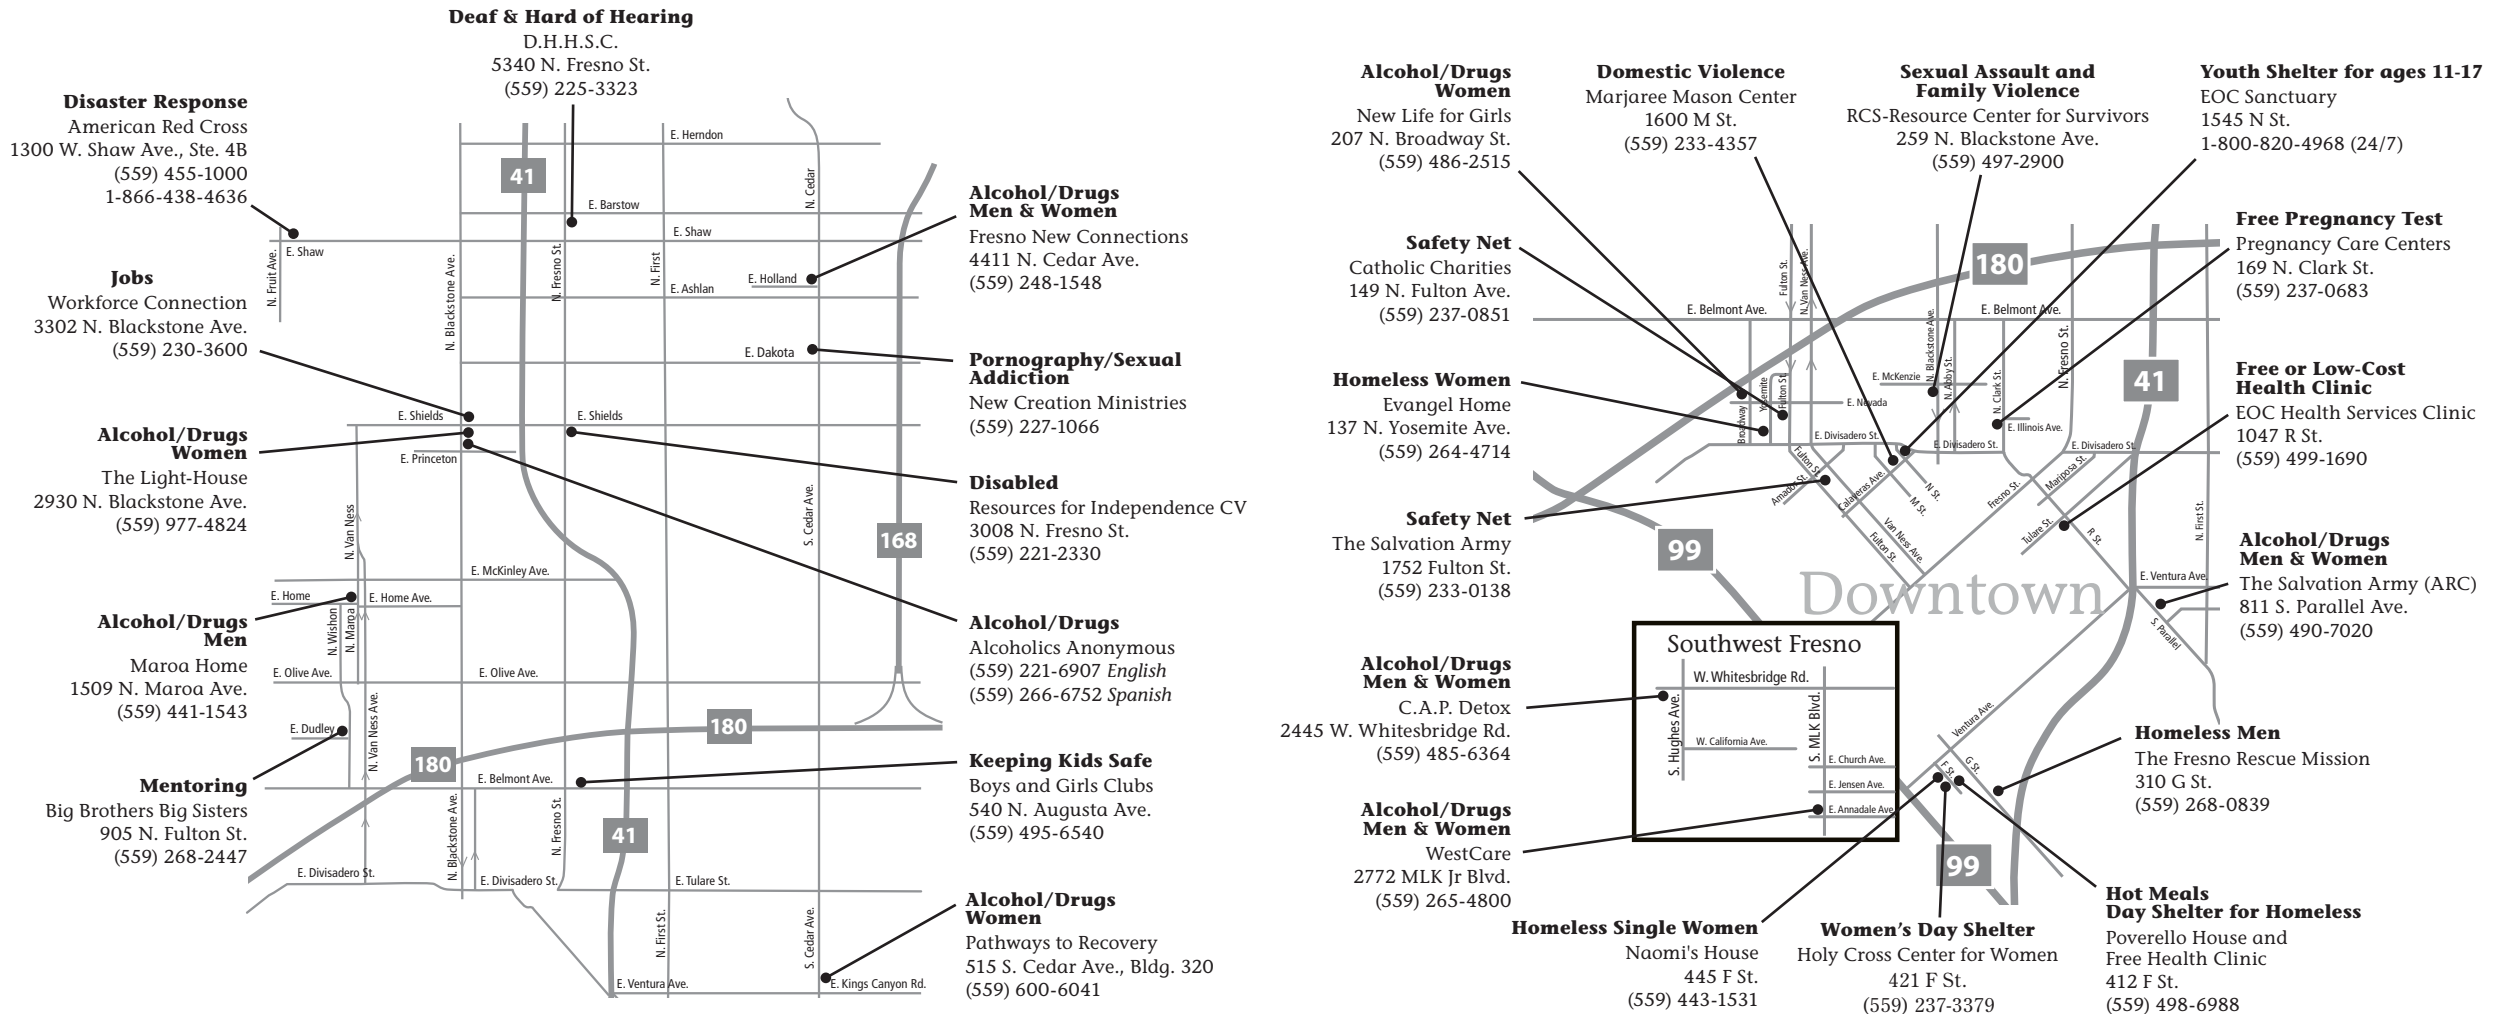 Deaf & Hard of Hearing
D.H.H.S.C.
5340 N. Fresno St.
(559) 225-3323
Disaster Response
American Red Cross
1300 W. Shaw Ave., Ste. 4B
(559) 455-1000
1-866-438-4636
Jobs
Workforce Connection
3302 N. Blackstone Ave.
(559) 230-3600
Alcohol/Drugs
Women
The Light-House
2930 N. Blackstone Ave.
(559) 977-4824
Alcohol/Drugs
Men
Maroa Home
1509 N. Maroa Ave.
(559) 441-1543
Mentoring
Big Brothers Big Sisters
905 N. Fulton St.
(559) 268-2447
41
E. Herndon
N. Cedar
E. Barstow
E. Shaw
E. Shaw
N. Fruit Ave.
N. Blackstone Ave.
N. Fresno St.
N. First
E. Holland
E. Ashlan
E. Dakota
E. Shields
E. Shields
E. Princeton
N. Van Ness
S. Cedar Ave.
168
E. McKinley Ave.
E. Home
E. Home Ave.
N. Wishon
N. Maroa
E. Olive Ave.
E. Olive Ave.
N. Van Ness Ave.
E. Dudley
180
180
E. Belmont Ave.
N. Blackstone Ave.
N. Fresno St.
41
E. Divisadero St.
E. Divisadero St.
E. Tulare St.
N. First St.
S. Cedar Ave.
E. Ventura Ave.
E. Kings Canyon Rd.
Alcohol/Drugs
Men & Women
Fresno New Connections
4411 N. Cedar Ave.
(559) 248-1548
Pornography/Sexual
Addiction
New Creation Ministries
(559) 227-1066
Disabled
Resources for Independence CV
3008 N. Fresno St.
(559) 221-2330
Alcohol/Drugs
Alcoholics Anonymous
(559) 221-6907 English
(559) 266-6752 Spanish
Keeping Kids Safe
Boys and Girls Clubs
540 N. Augusta Ave.
(559) 495-6540
Alcohol/Drugs
Women
Pathways to Recovery
515 S. Cedar Ave., Bldg. 320
(559) 600-6041
Alcohol/Drugs
Women
New Life for Girls
207 N. Broadway St.
(559) 486-2515
Domestic Violence
Marjaree Mason Center
1600 M St.
(559) 233-4357
Sexual Assault and
Family Violence
RCS-Resource Center for Survivors
259 N. Blackstone Ave.
(559) 497-2900
Youth Shelter for ages 11-17
EOC Sanctuary
1545 N St.
1-800-820-4968 (24/7)
Safety Net
Catholic Charities
149 N. Fulton Ave.
(559) 237-0851
Homeless Women
Evangel Home
137 N. Yosemite Ave.
(559) 264-4714
Safety Net
The Salvation Army
1752 Fulton St.
(559) 233-0138
Alcohol/Drugs
Men & Women
C.A.P. Detox
2445 W. Whitesbridge Rd.
(559) 485-6364
Alcohol/Drugs
Men & Women
WestCare
2772 MLK Jr Blvd.
(559) 265-4800
Fulton St.
N. Van Ness Ave.
180
E. Belmont Ave.
E. Belmont Ave.
N. Blackstone Ave.
N. Abby St.
N. Clark St.
N. Fresno St.
41
E. McKenzie
Yosemite
Fulton St.
Broadway
E. Nevada
E. Illinois Ave.
E. Divisadero St.
E. Divisadero St.
E. Divisadero St.
Fulton St.
Amador St.
Calaveras Ave.
N St.
M St.
Fresno St.
Mariposa St.
Tulare St.
R St.
N. First St.
Van Ness Ave.
Fulton St.
99
Downtown
E. Ventura Ave.
S. Parallel
Southwest Fresno
W. Whitesbridge Rd.
S. Hughes Ave.
S. MLK Blvd.
W. California Ave.
E. Church Ave.
E. Jensen Ave.
E. Annadale Ave.
Ventura Ave.
F St.
G St.
99
Free Pregnancy Test
Pregnancy Care Centers
169 N. Clark St.
(559) 237-0683
Free or Low-Cost
Health Clinic
EOC Health Services Clinic
1047 R St.
(559) 499-1690
Alcohol/Drugs
Men & Women
The Salvation Army (ARC)
811 S. Parallel Ave.
(559) 490-7020
Homeless Men
The Fresno Rescue Mission
310 G St.
(559) 268-0839
Homeless Single Women
Naomi's House
445 F St.
(559) 443-1531
Women's Day Shelter
Holy Cross Center for Women
421 F St.
(559) 237-3379
Hot Meals
Day Shelter for Homeless
Poverello House and
Free Health Clinic
412 F St.
(559) 498-6988